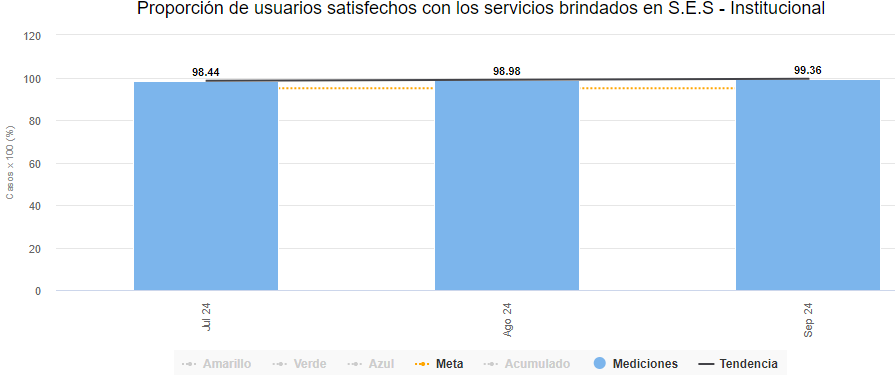 Proporción de usuarios satisfechos con los servicios brindados en S.E.S - Institucional
120
100
80
60
40
20
0
Casos x 100 (%)
98.44
98.98
99.36
Jul 24
Ago 24
Sep 24
Amarillo Verde Azul Meta Acumulado Mediciones Tendencia